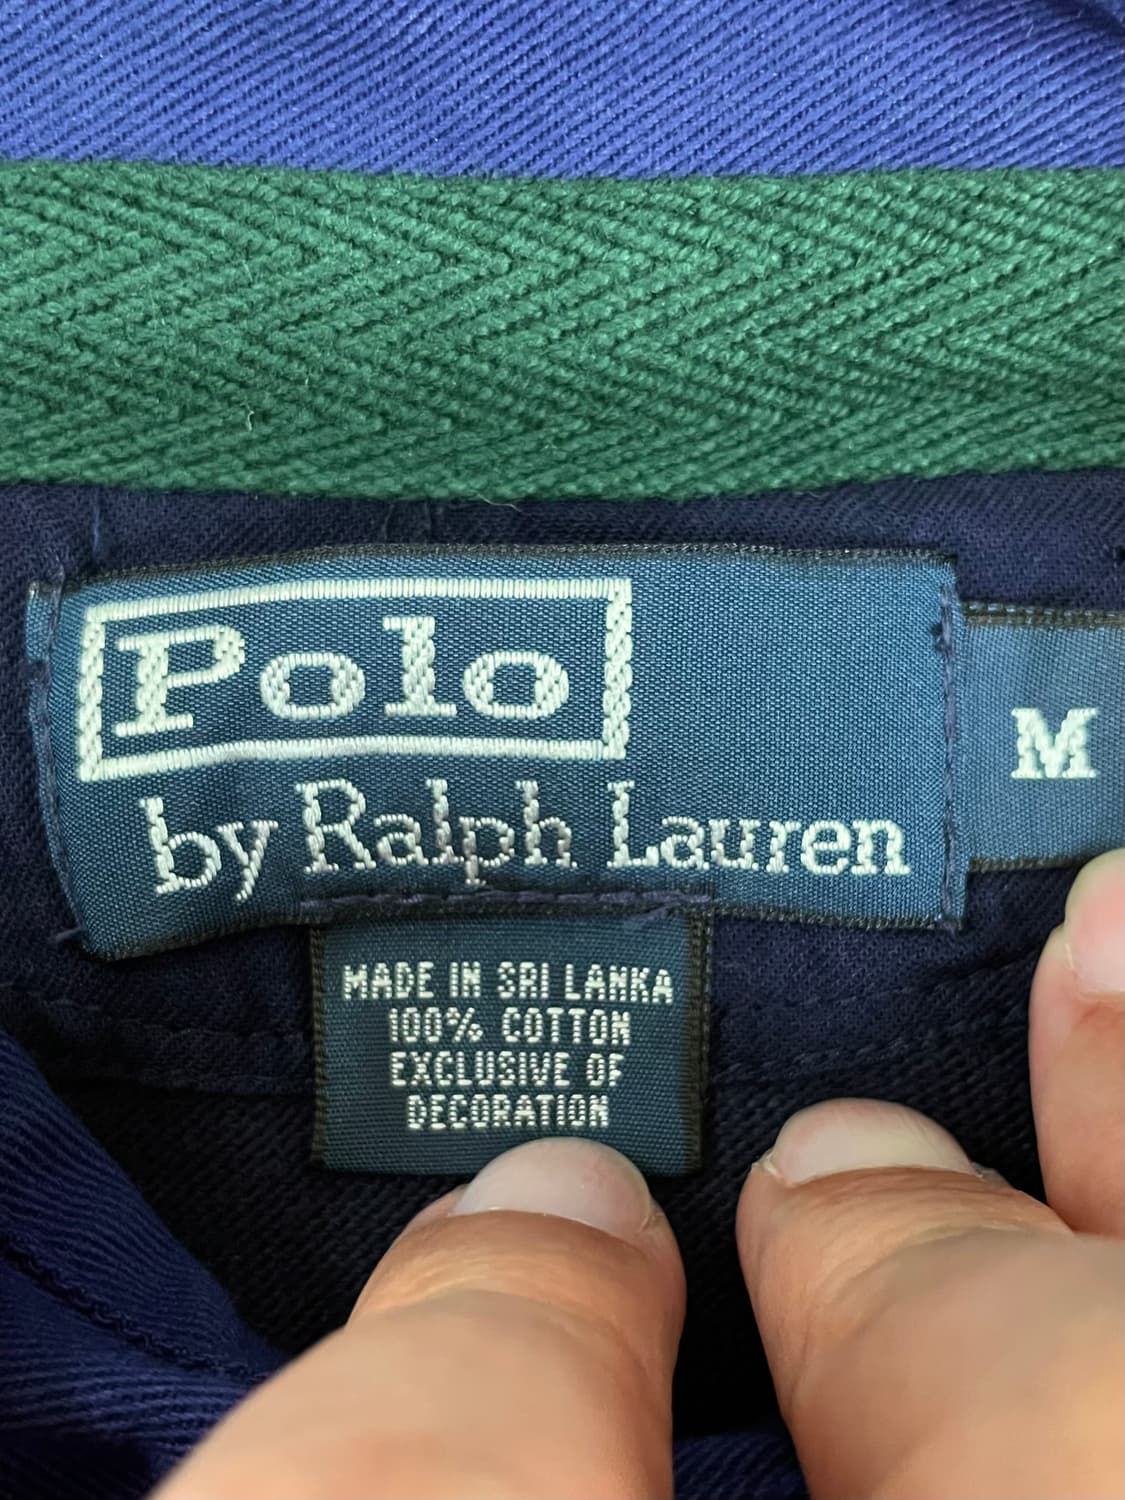 Polo
by Ralph Lauren
M
MADE IN SRI LANKA
100% COTTON
EXCLUSIVE OF
DECORATION